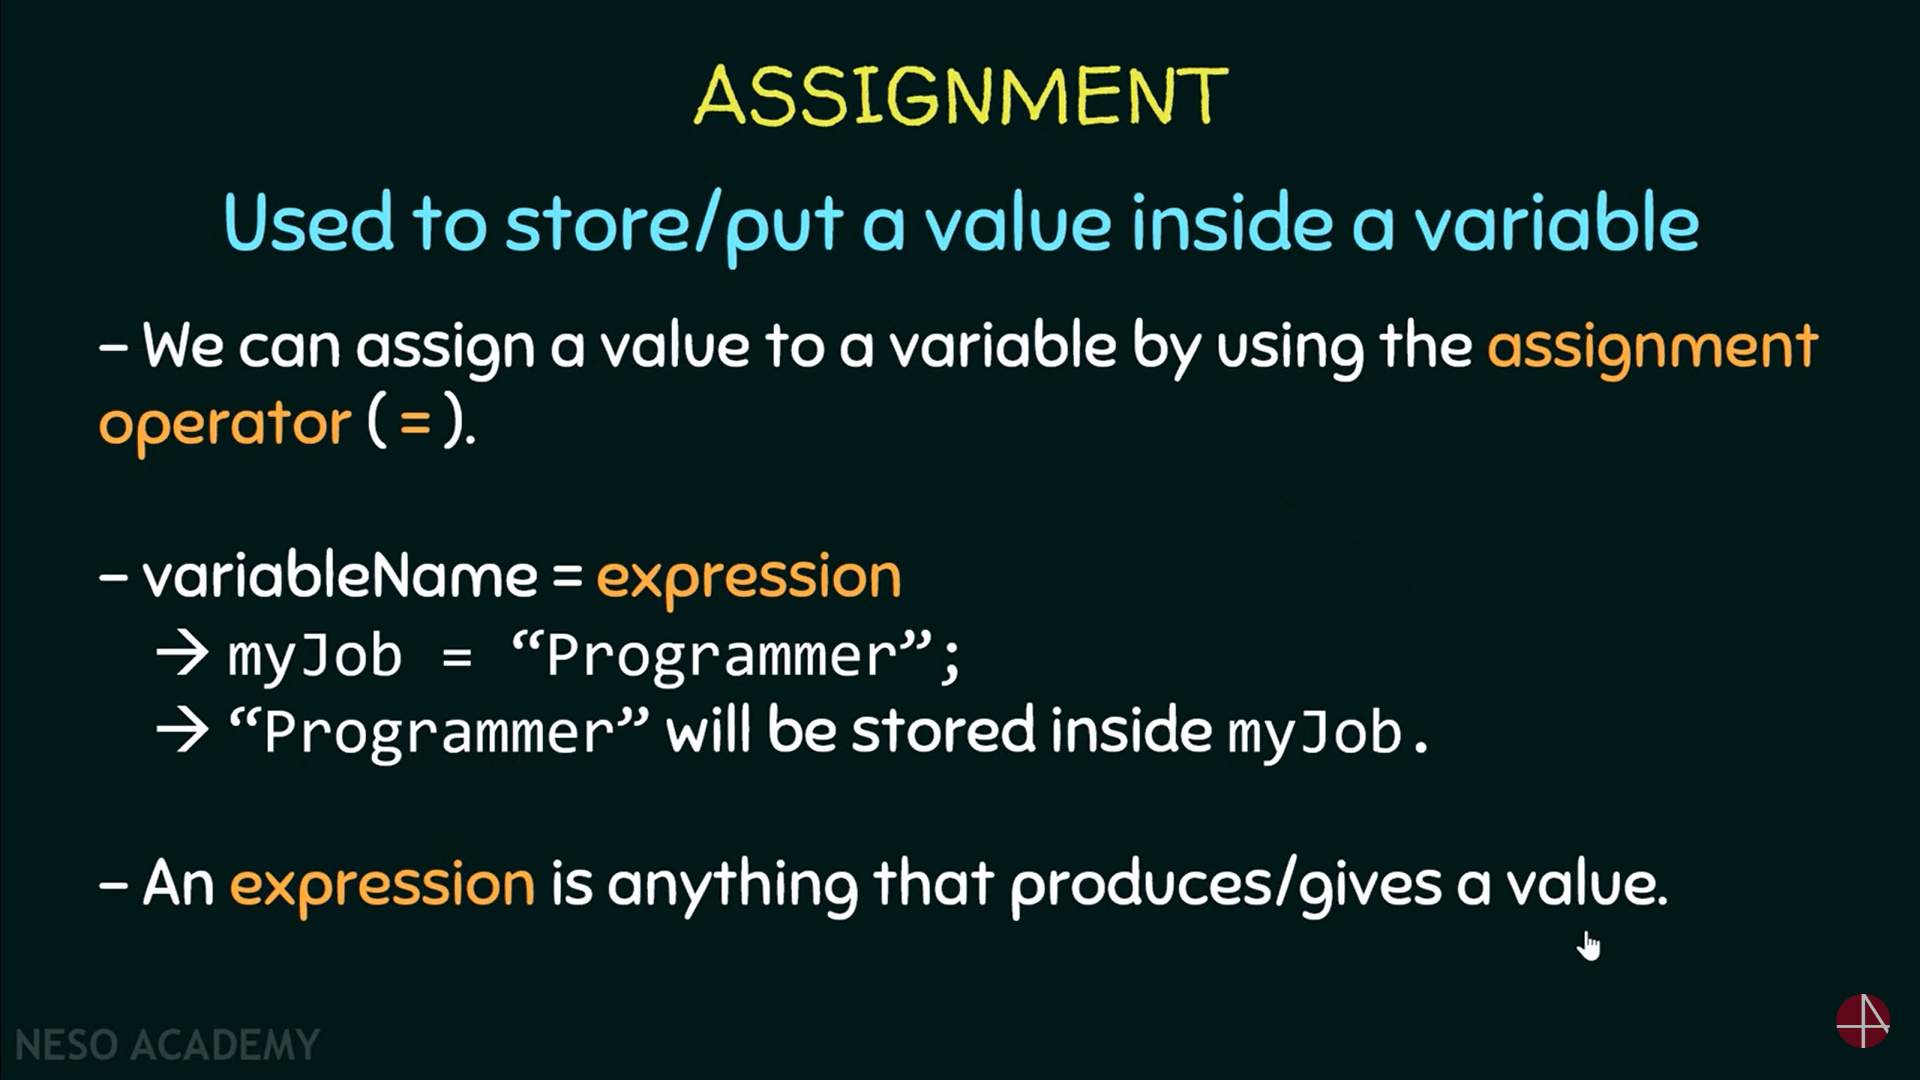 ASSIGNMENT
Used to store/put a value inside a variable
– We can assign a value to a variable by using the assignment
operator ( = ).
– variableName = expression
→ myJob = “Programmer”;
→ “Programmer” will be stored inside myJob.
– An expression is anything that produces/gives a value.
NESO ACADEMY